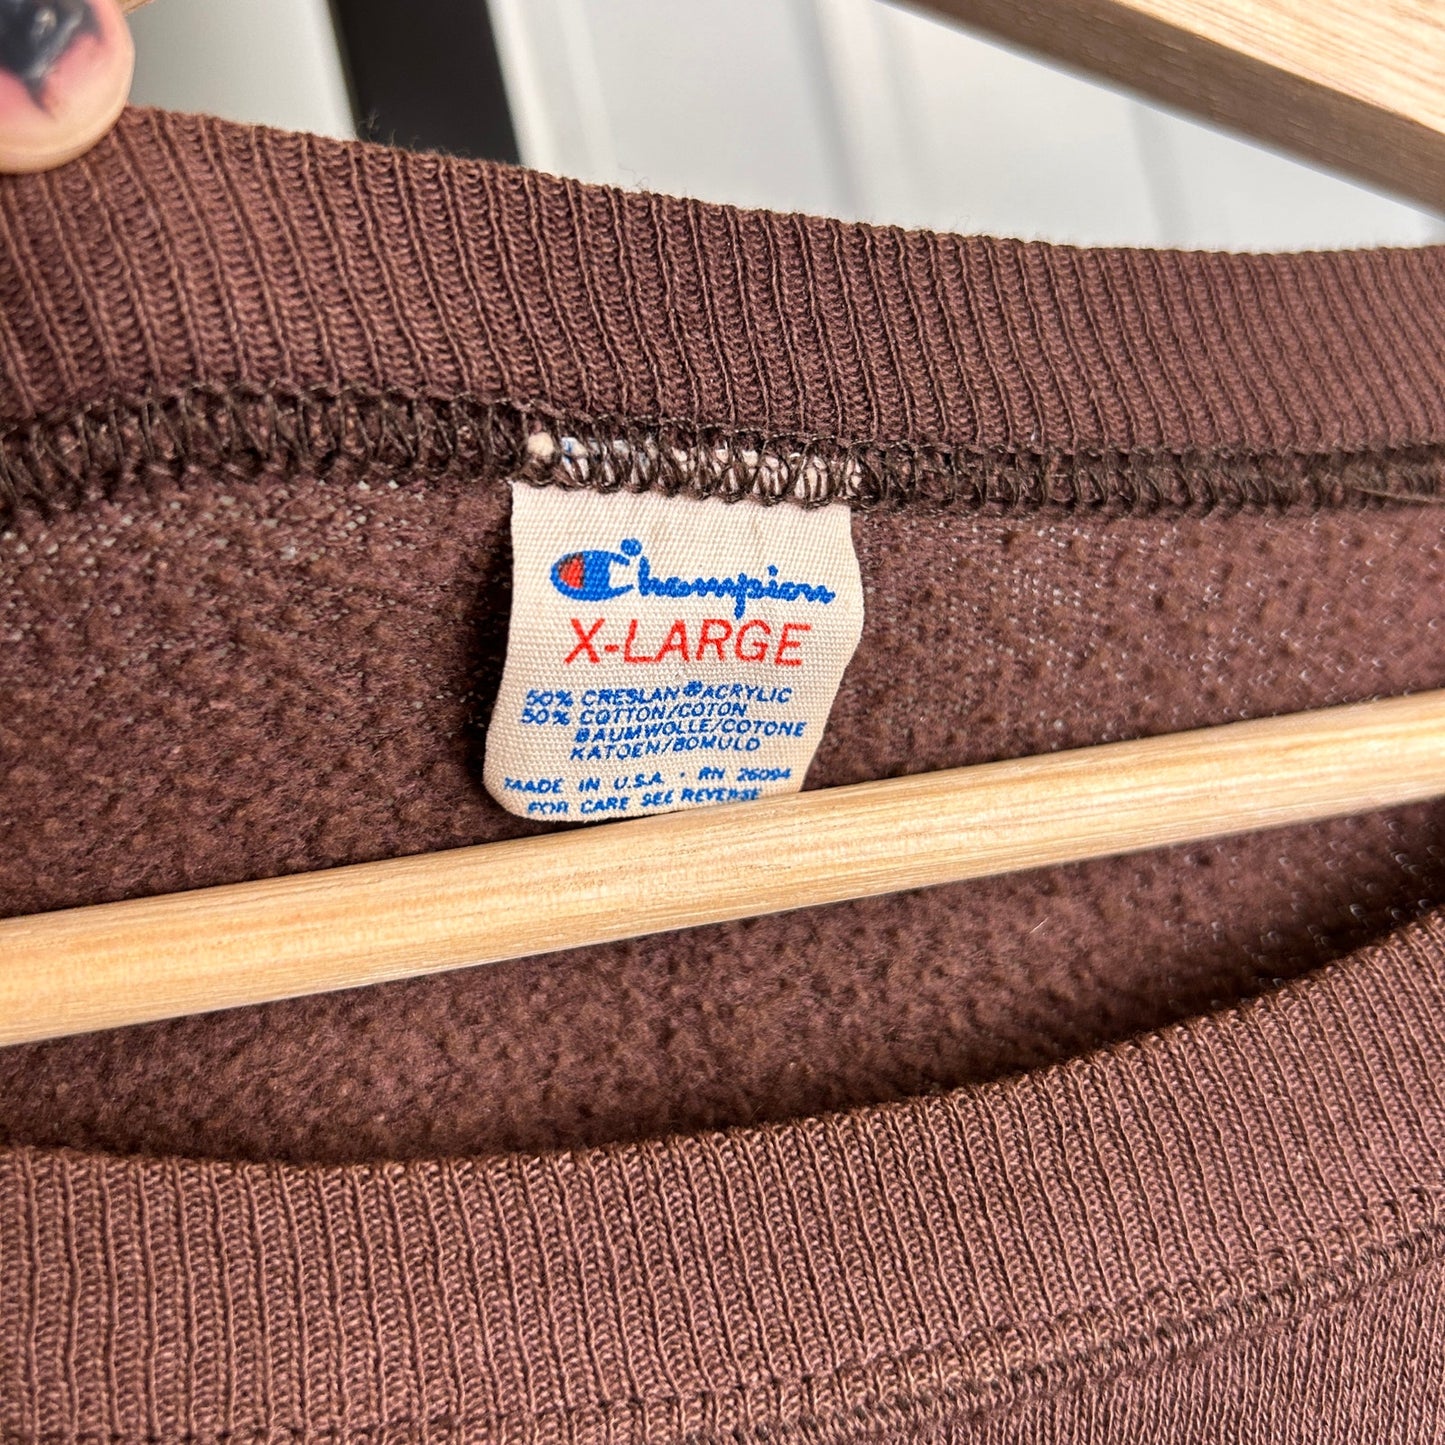 Champion
X-LARGE
50% CRESLAN® ACRYLIC
50% COTTON/COTON
BAUMWOLLE/COTONE
KATOEN/BOMULD
MADE IN U.S.A. · RN 26094
FOR CARE SEE REVERSE